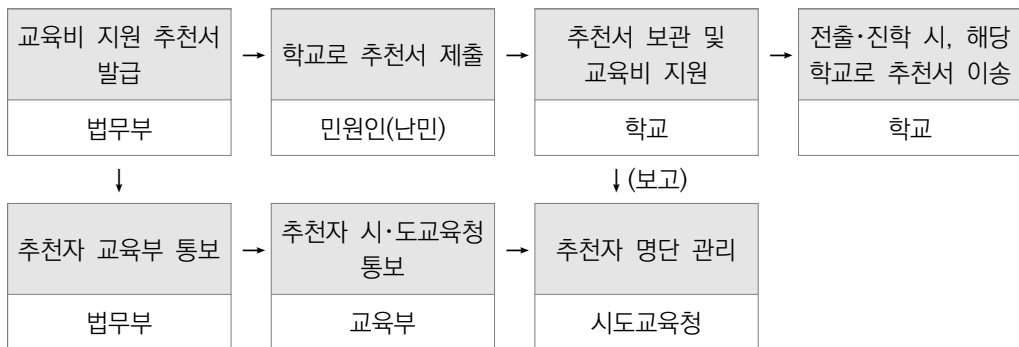 교육비 지원 추천서
발급
법무부
→
학교로 추천서 제출
민원인(난민)
→
추천서 보관 및
교육비 지원
학교
→
전출·진학 시, 해당
학교로 추천서 이송
학교
↓
↓(보고)
추천자 교육부 통보
법무부
→
추천자 시·도교육청
통보
교육부
→
추천자 명단 관리
시도교육청